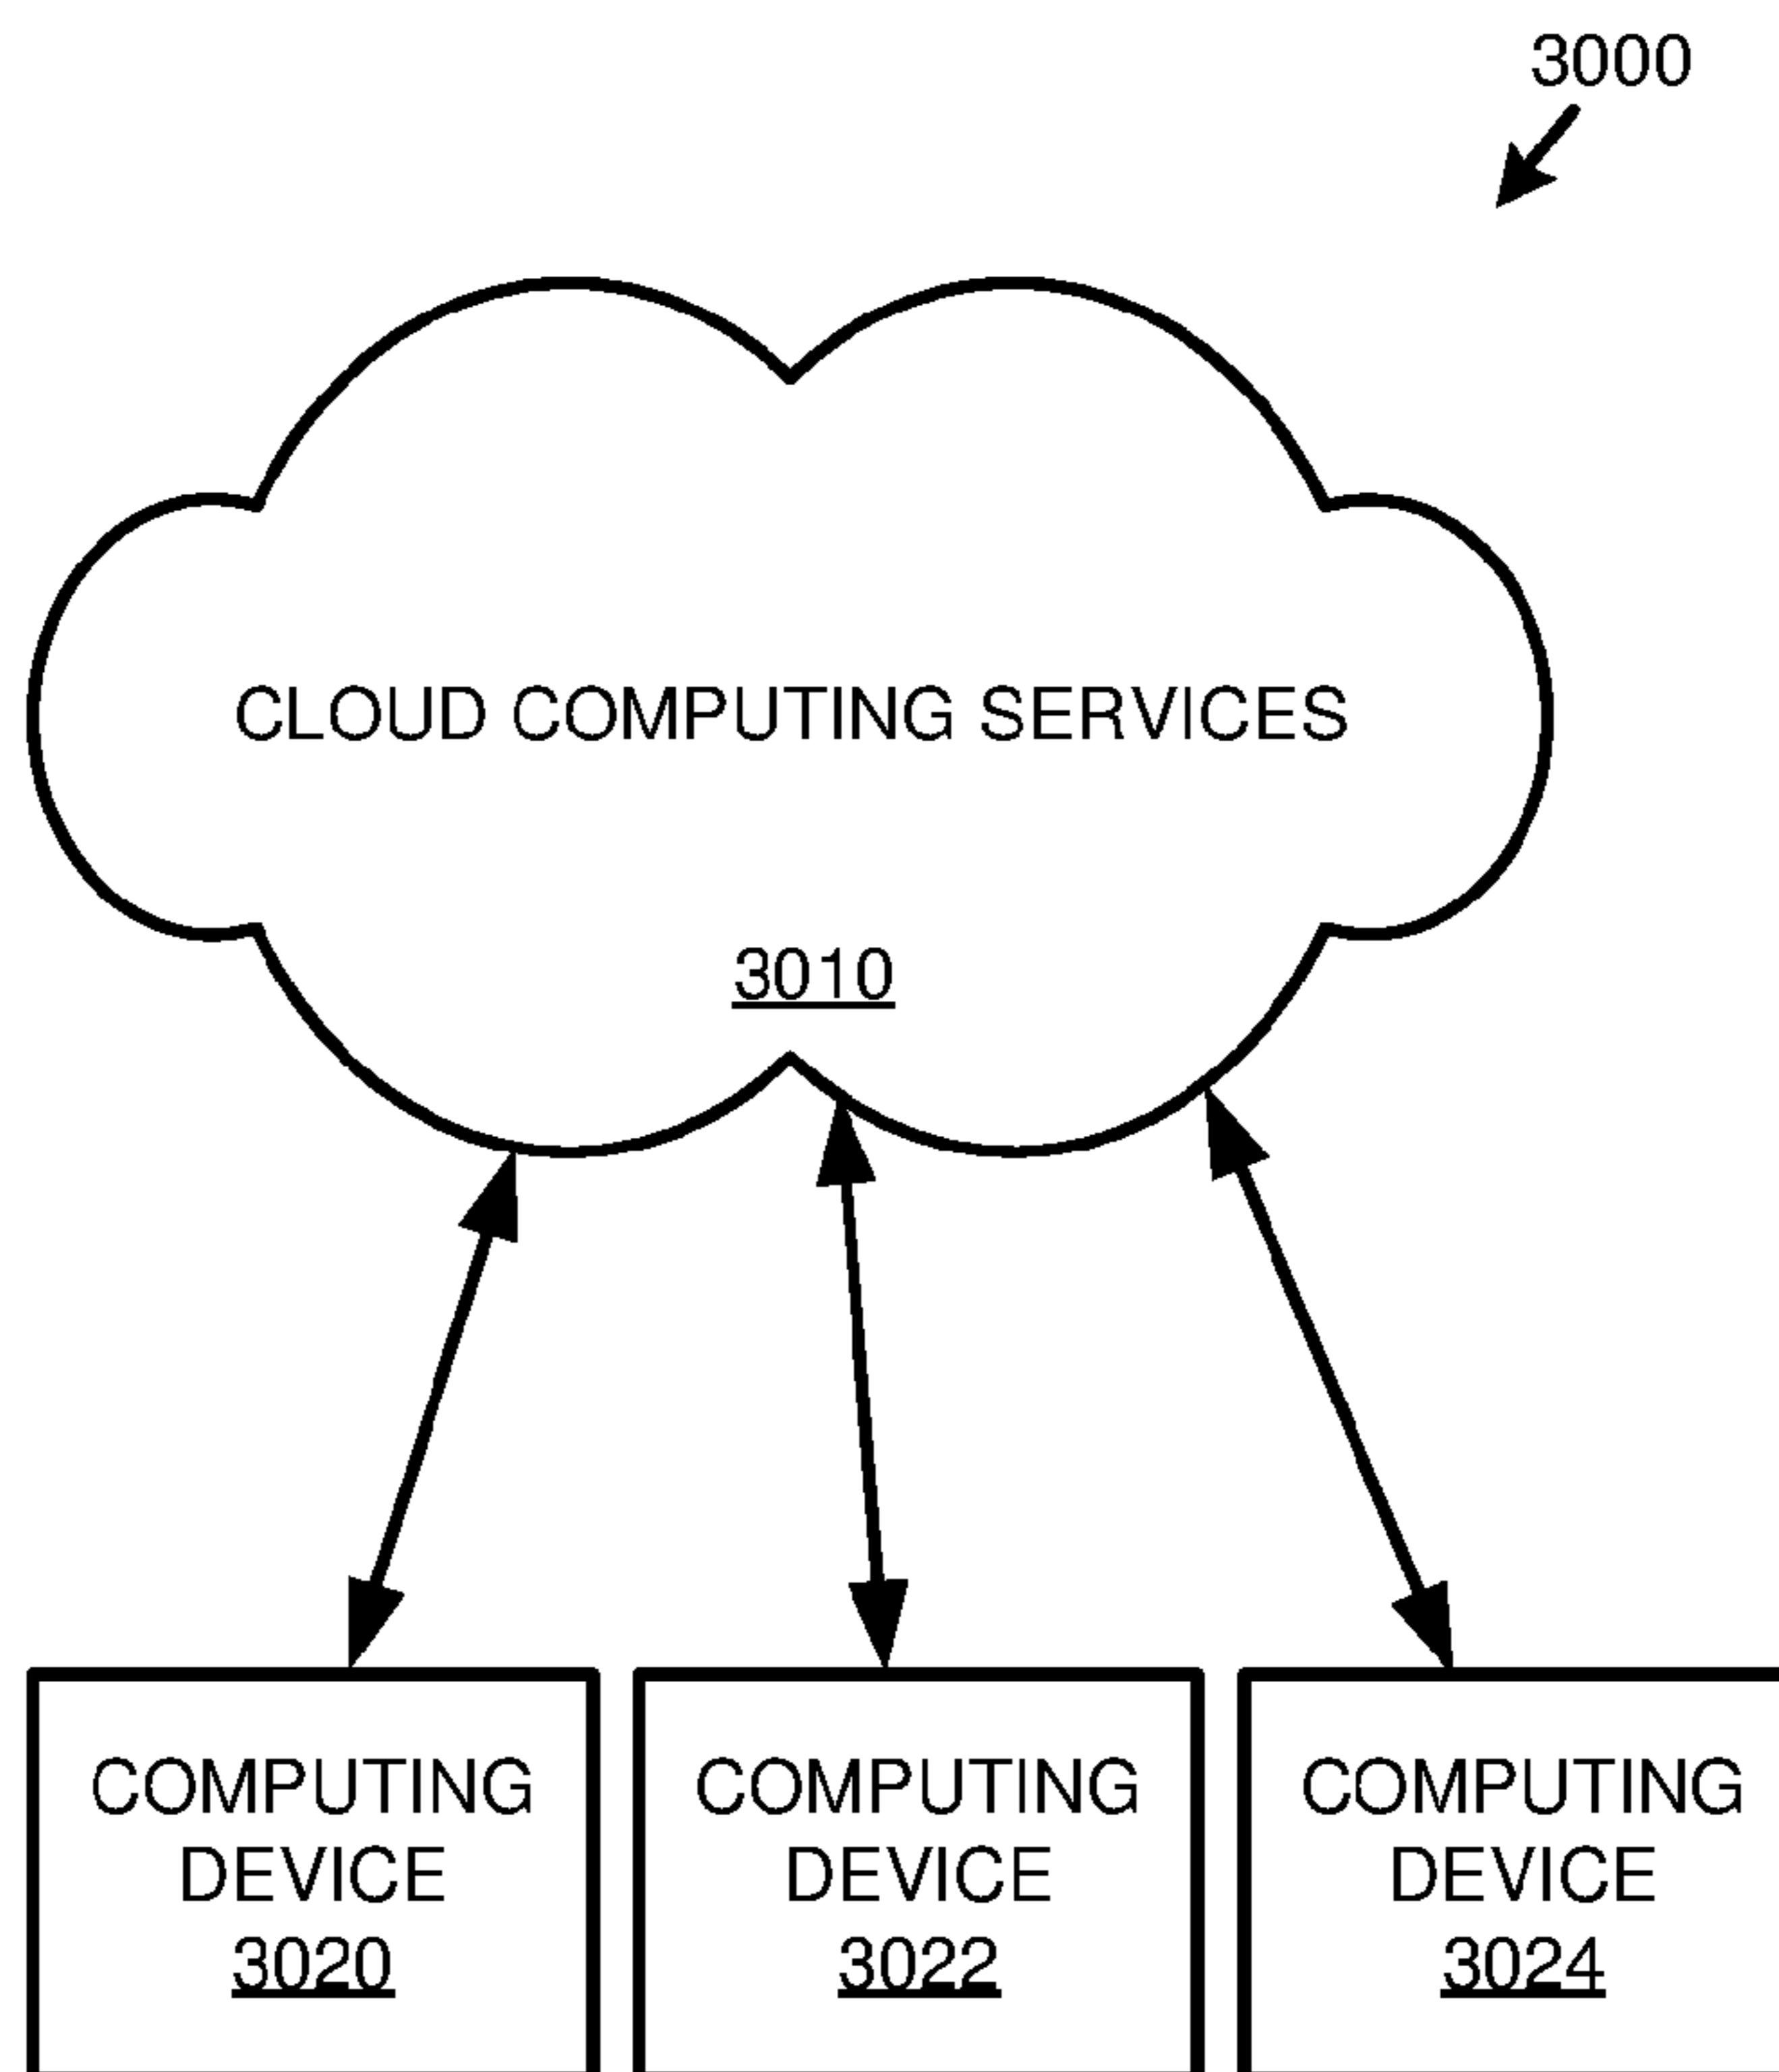 3000
CLOUD COMPUTING SERVICES
3010
COMPUTING
DEVICE
3020
COMPUTING
DEVICE
3022
COMPUTING
DEVICE
3024